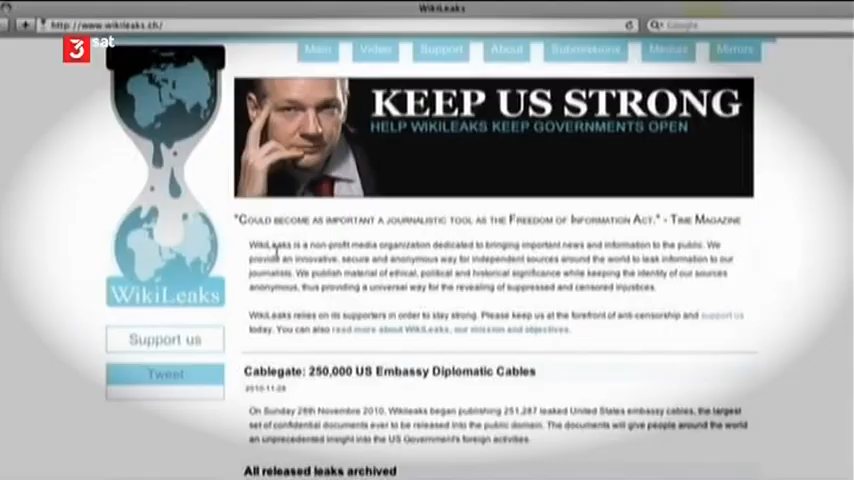 WikiLeaks
http://www.wikileaks.ch/
Google
3sat
Main Video Support About Submissions Medias Mirrors
KEEP US STRONG
HELP WIKILEAKS KEEP GOVERNMENTS OPEN
"Could become as important a journalistic tool as the Freedom of Information Act." - Time Magazine
WikiLeaks is a non-profit media organization dedicated to bringing important news and information to the public. We
provide an innovative, secure and anonymous way for independent sources around the world to leak information to our
journalists. We publish material of ethical, political and historical significance while keeping the identity of our sources
anonymous, thus providing a universal way for the revealing of suppressed and censored injustices.
WikiLeaks relies on its supporters in order to stay strong. Please keep us at the forefront of anti-censorship and support us
today. You can also read more about WikiLeaks, our mission and objectives.
WikiLeaks
Support us
Tweet
Cablegate: 250,000 US Embassy Diplomatic Cables
2010-11-28
On Sunday 28th Novembre 2010, Wikileaks began publishing 251,287 leaked United States embassy cables, the largest
set of confidential documents ever to be released into the public domain. The documents will give people around the world
an unprecedented insight into the US Government's foreign activities.
All released leaks archived